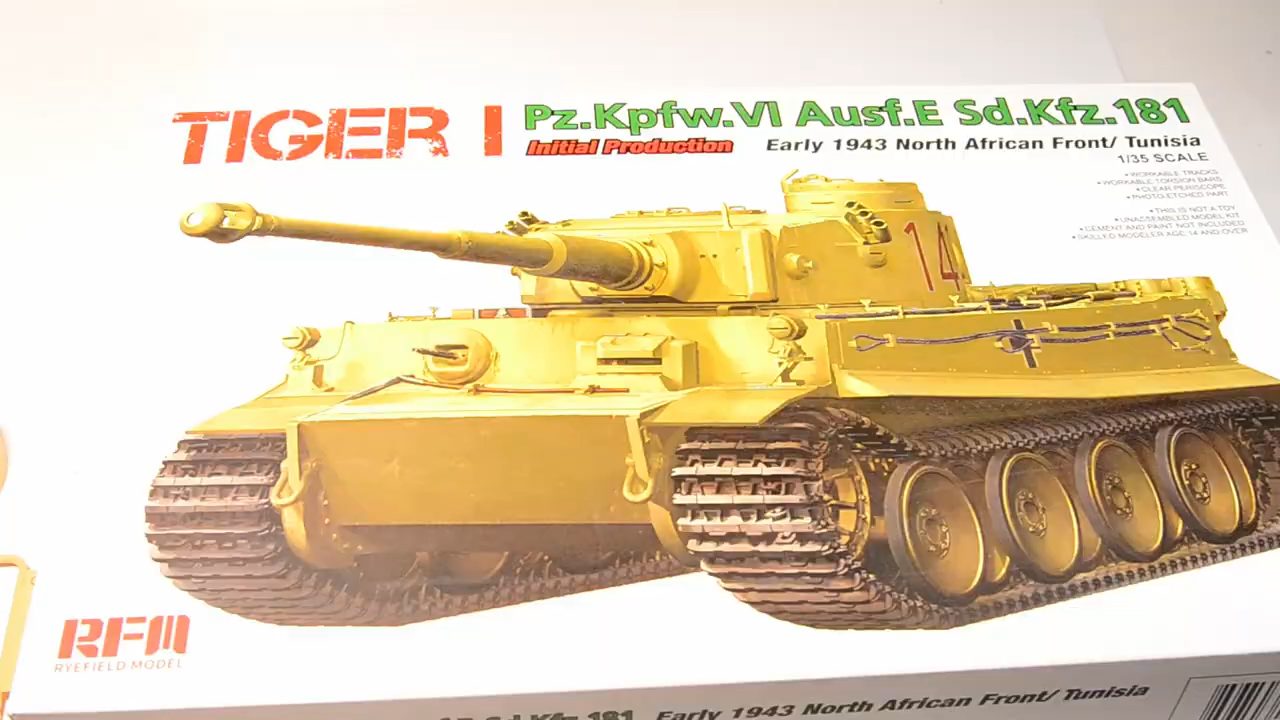 TIGER I
Pz.Kpfw.VI Ausf.E Sd.Kfz.181
Initial Production
Early 1943 North African Front/ Tunisia
1/35 SCALE
•WORKABLE TRACKS
•WORKABLE TORSION BARS
•CLEAR PERISCOPE
•PHOTO ETCHED PART
•THIS IS NOT A TOY
•UNASSEMBLED MODEL KIT
•CEMENT AND PAINT NOT INCLUDED
•SKILLED MODELER AGE 14 AND OVER
14
RFM
RYEFIELD MODEL
Sd.Kfz.181 Early 1943 North African Front/ Tunisia